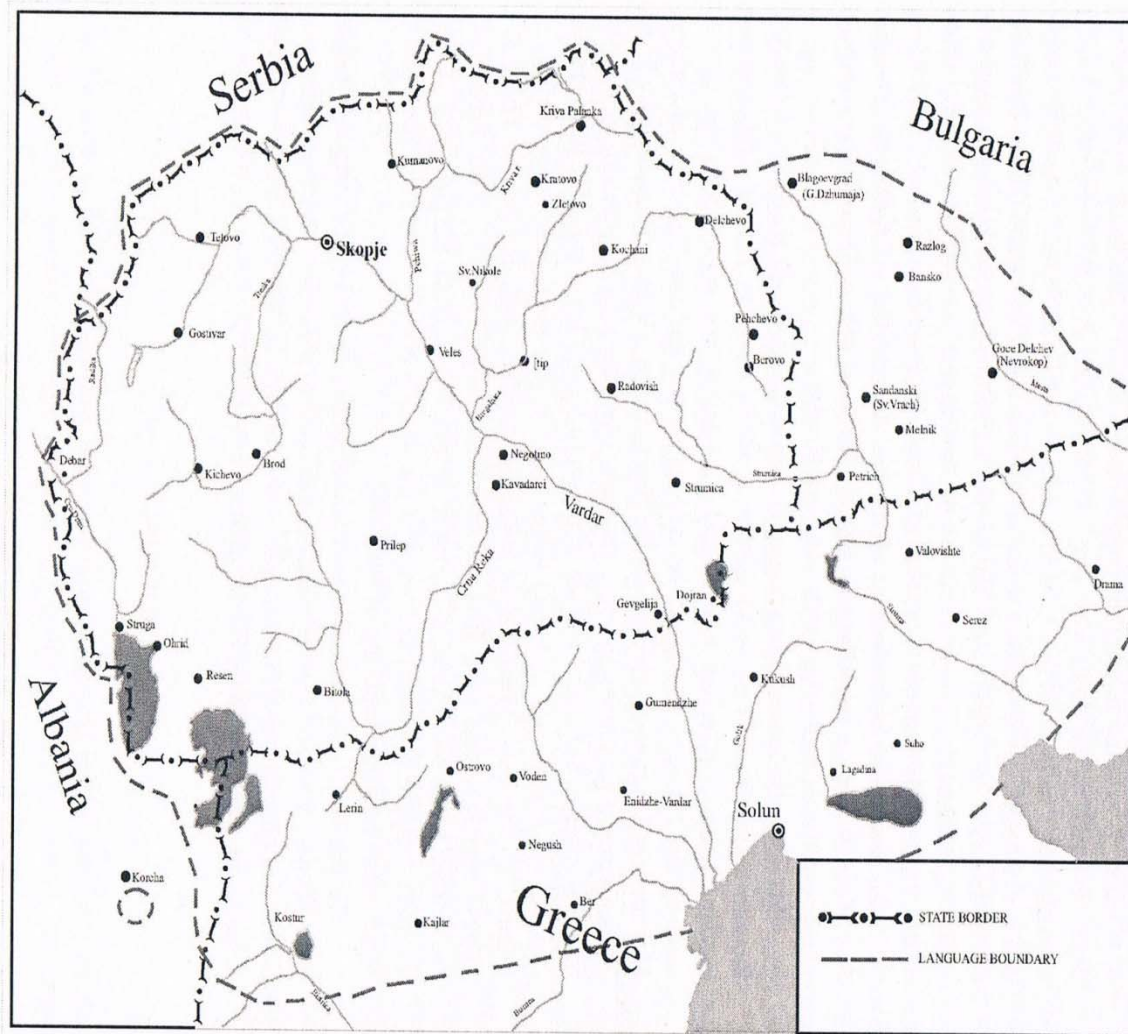 Serbia
Bulgaria
Albania
Greece
Kriva Palanka
Kumanovo
Kratovo
Zletovo
Blagoevgrad
(G.Dzhumaja)
Delchevo
Razlog
Tetovo
Skopje
Kochani
Bansko
Sv.Nikole
Gostivar
Pehchevo
Veles
Berovo
Goce Delchev
(Nevrokop)
Radovish
Sandanski
(Sv.Vrach)
Melnik
Debar
Kichevo
Brod
Negotino
Kavadarci
Strumica
Strumica
Petrich
Vardar
Prilep
Crna Reka
Valovishte
Drama
Dojran
Gevgelija
Serez
Struga
Ohrid
Resen
Bitola
Kukush
Gumendzhe
Suho
Ostrovo
Voden
Lerin
Enidzhe-Vardar
Solun
Negush
Korcha
Ber
Kostur
Kajlar
STATE BORDER
LANGUAGE BOUNDARY